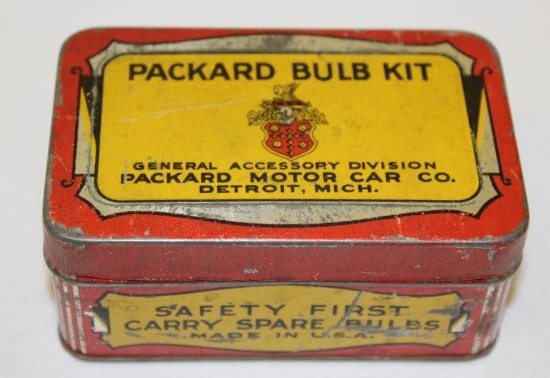 PACKARD BULB KIT
GENERAL ACCESSORY DIVISION
PACKARD MOTOR CAR CO.
DETROIT, MICH.
SAFETY FIRST
CARRY SPARE BULBS
MADE IN U.S.A.